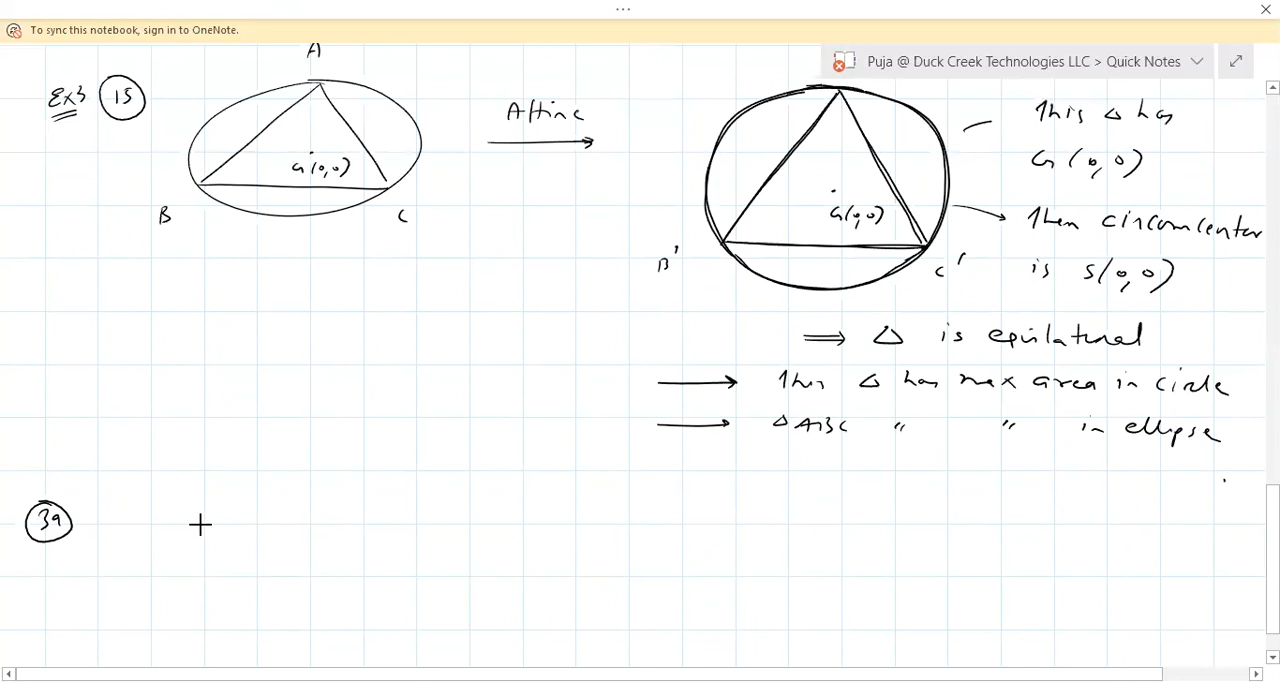 To sync this notebook, sign in to OneNote.
Puja @ Duck Creek Technologies LLC > Quick Notes
Ex3 15
A
G(0,0)
B
C
Affine
G(0,0)
B'
C'
This Δ has
G(0,0)
Then circumcenter
is S(0,0)
⟹ Δ is equilateral
⟶ This Δ has max area in circle
⟶ ΔABC " " in ellipse
39